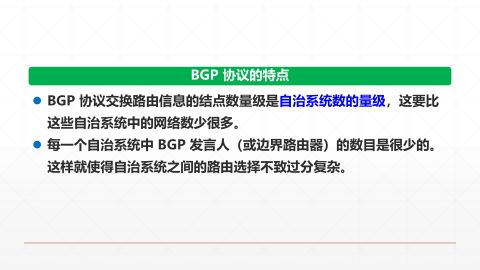 BGP 协议的特点
BGP 协议交换路由信息的结点数量级是自治系统数的量级，这要比
这些自治系统中的网络数少很多。
每一个自治系统中 BGP 发言人（或边界路由器）的数目是很少的。
这样就使得自治系统之间的路由选择不致过分复杂。